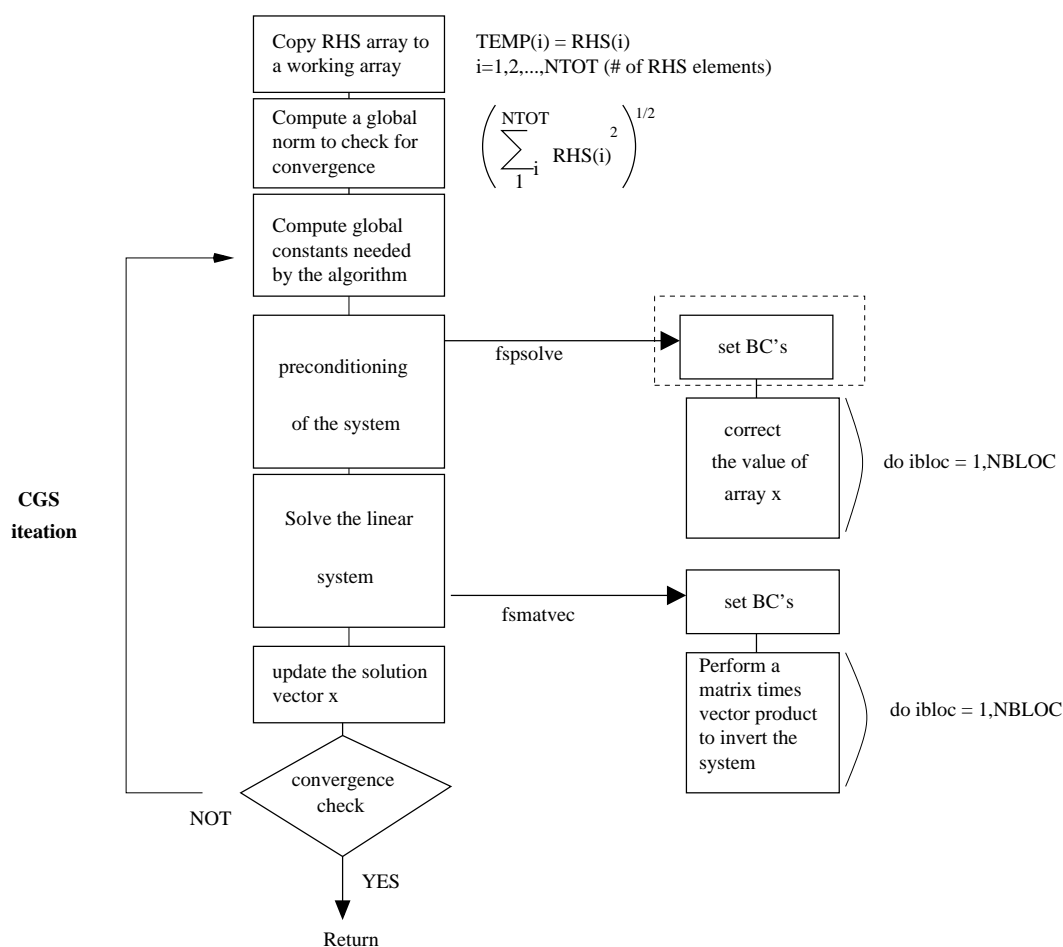 Copy RHS array to
a working array
TEMP(i) = RHS(i)
i=1,2,...,NTOT (# of RHS elements)
Compute a global
norm to check for
convergence
( NTOT ∑ 1 i RHS(i) 2 ) 1/2
Compute global
constants needed
by the algorithm
preconditioning
of the system
fspsolve
set BC's
correct
the value of
array x
do ibloc = 1,NBLOC
CGS
iteation
Solve the linear
system
fsmatvec
set BC's
update the solution
vector x
Perform a
matrix times
vector product
to invert the
system
do ibloc = 1,NBLOC
convergence
check
NOT
YES
Return